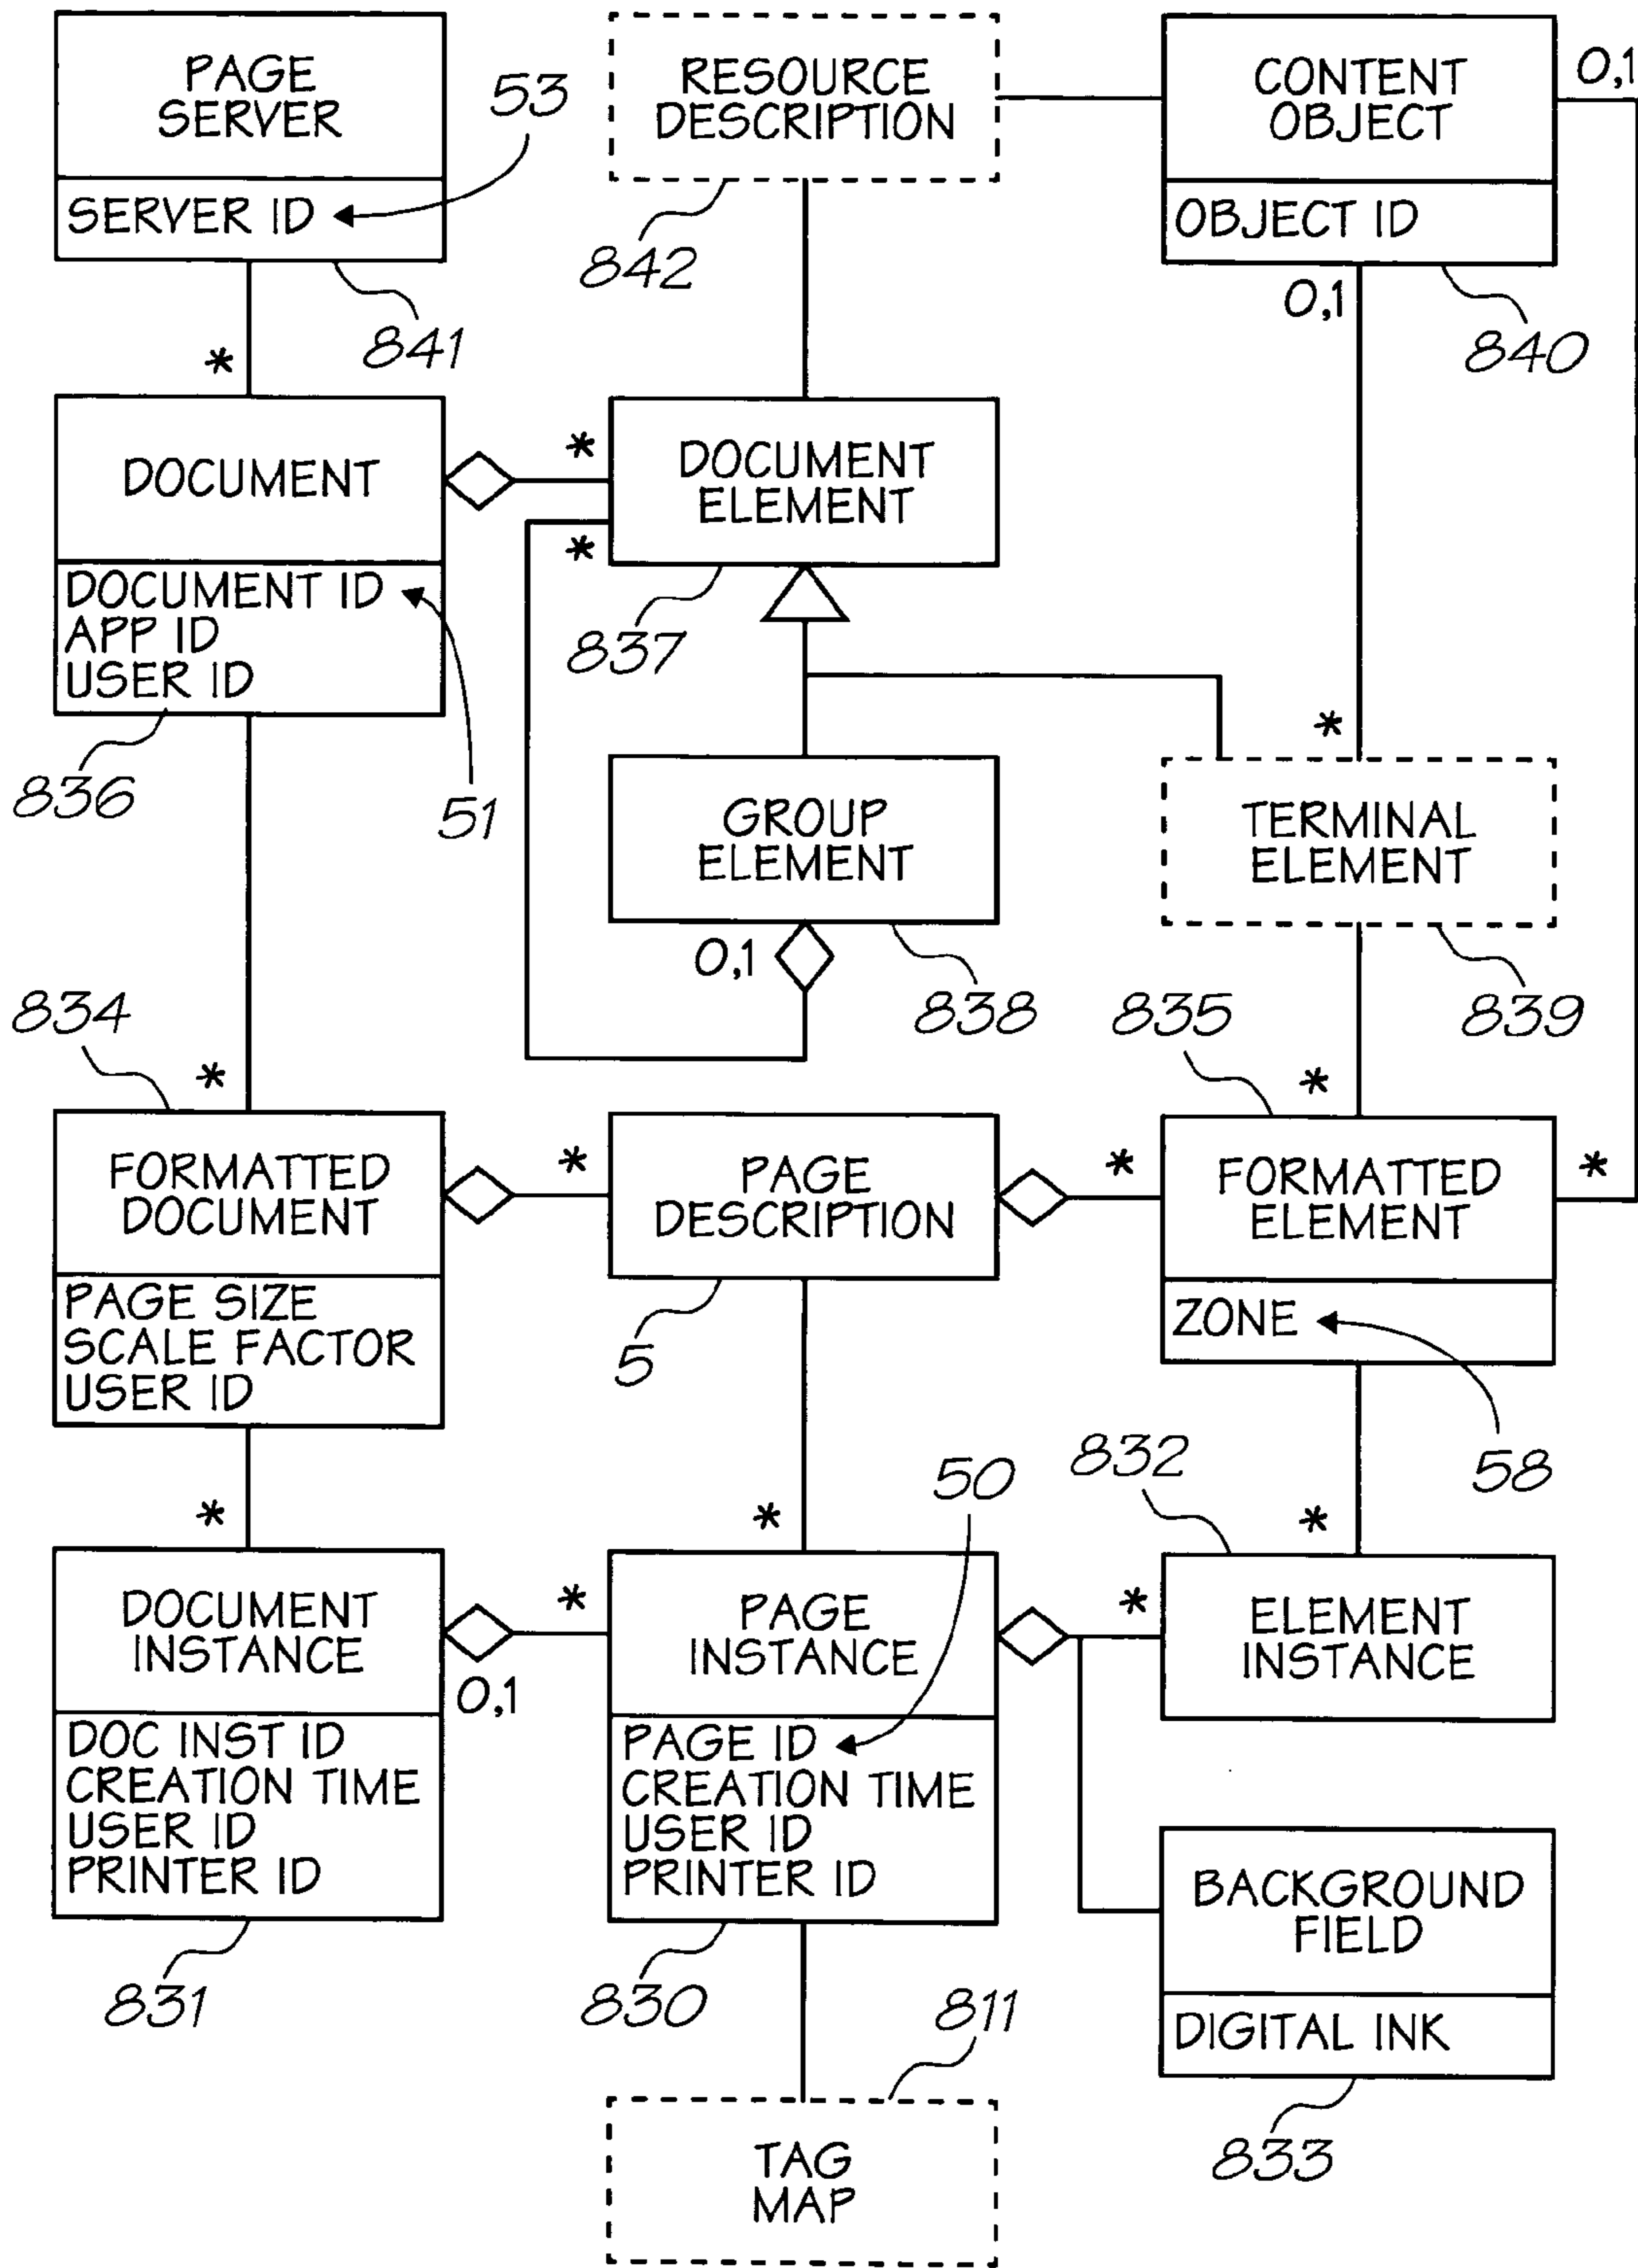 PAGE
SERVER
SERVER ID
53
841
RESOURCE
DESCRIPTION
842
CONTENT
OBJECT
OBJECT ID
0,1
0,1
840
*
DOCUMENT
DOCUMENT ID
APP ID
USER ID
836
51
*
*
DOCUMENT
ELEMENT
837
GROUP
ELEMENT
0,1
838
*
TERMINAL
ELEMENT
839
834
*
FORMATTED
DOCUMENT
PAGE SIZE
SCALE FACTOR
USER ID
*
PAGE
DESCRIPTION
5
835
*
*
*
FORMATTED
ELEMENT
ZONE
58
*
DOCUMENT
INSTANCE
DOC INST ID
CREATION TIME
USER ID
PRINTER ID
831
0,1
*
*
50
PAGE
INSTANCE
PAGE ID
CREATION TIME
USER ID
PRINTER ID
830
832
*
*
ELEMENT
INSTANCE
BACKGROUND
FIELD
DIGITAL INK
833
811
TAG
MAP